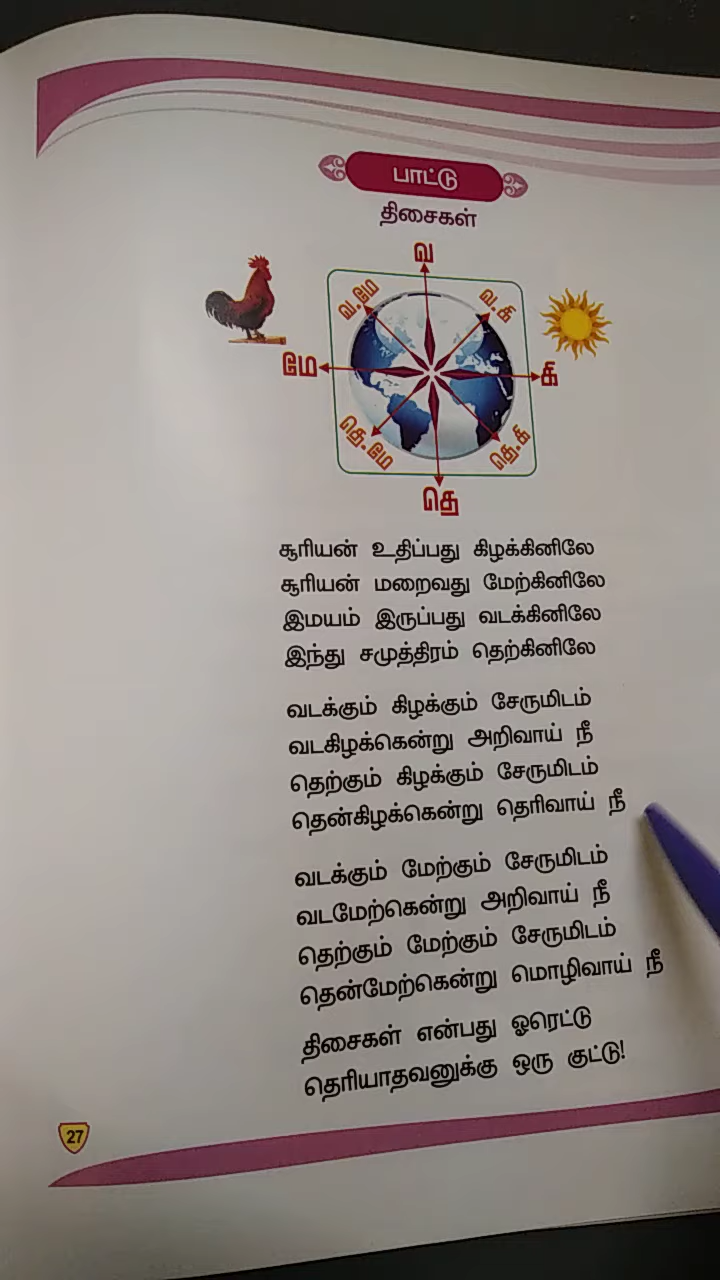 பாட்டு
திசைகள்
வ
வ.மே
வ.கி
மே
கி
தெ.மே
தெ.கி
தெ
சூரியன் உதிப்பது கிழக்கினிலே
சூரியன் மறைவது மேற்கினிலே
இமயம் இருப்பது வடக்கினிலே
இந்து சமுத்திரம் தெற்கினிலே
வடக்கும் கிழக்கும் சேருமிடம்
வடகிழக்கென்று அறிவாய் நீ
தெற்கும் கிழக்கும் சேருமிடம்
தென்கிழக்கென்று தெரிவாய் நீ
வடக்கும் மேற்கும் சேருமிடம்
வடமேற்கென்று அறிவாய் நீ
தெற்கும் மேற்கும் சேருமிடம்
தென்மேற்கென்று மொழிவாய் நீ
திசைகள் என்பது ஓரெட்டு
தெரியாதவனுக்கு ஒரு குட்டு!
27